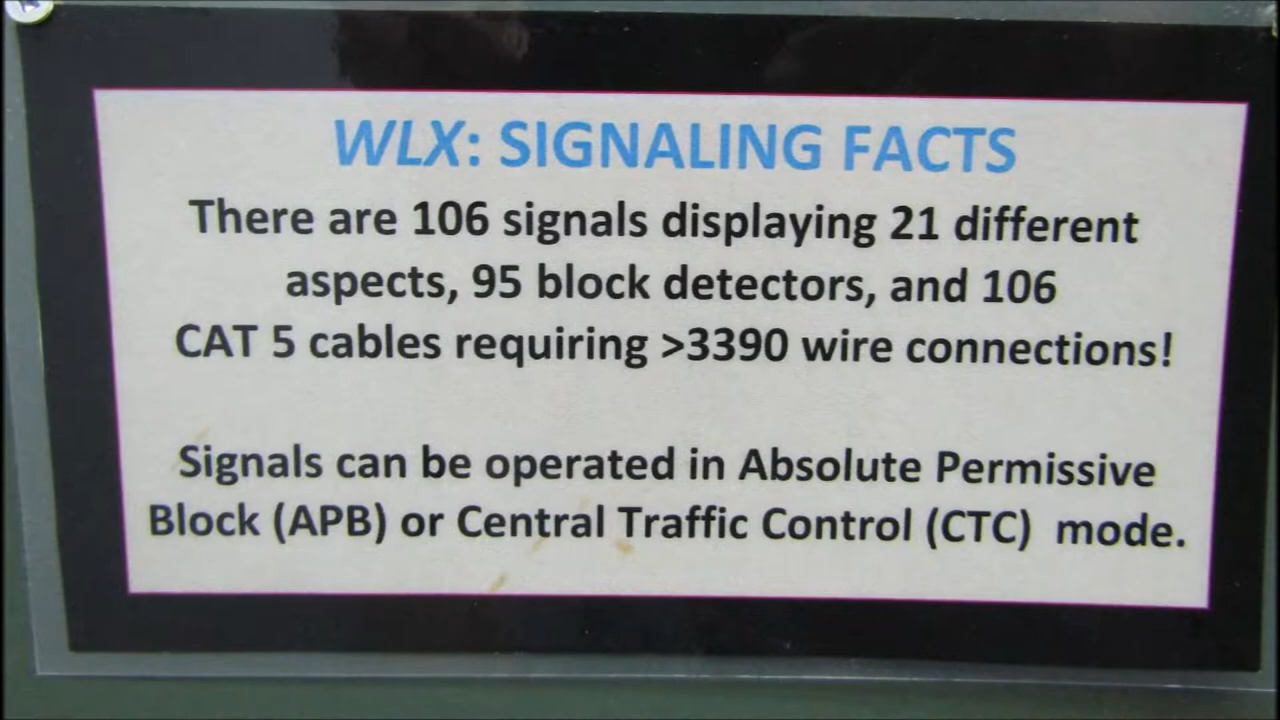 WLX: SIGNALING FACTS
There are 106 signals displaying 21 different
aspects, 95 block detectors, and 106
CAT 5 cables requiring >3390 wire connections!
Signals can be operated in Absolute Permissive
Block (APB) or Central Traffic Control (CTC) mode.